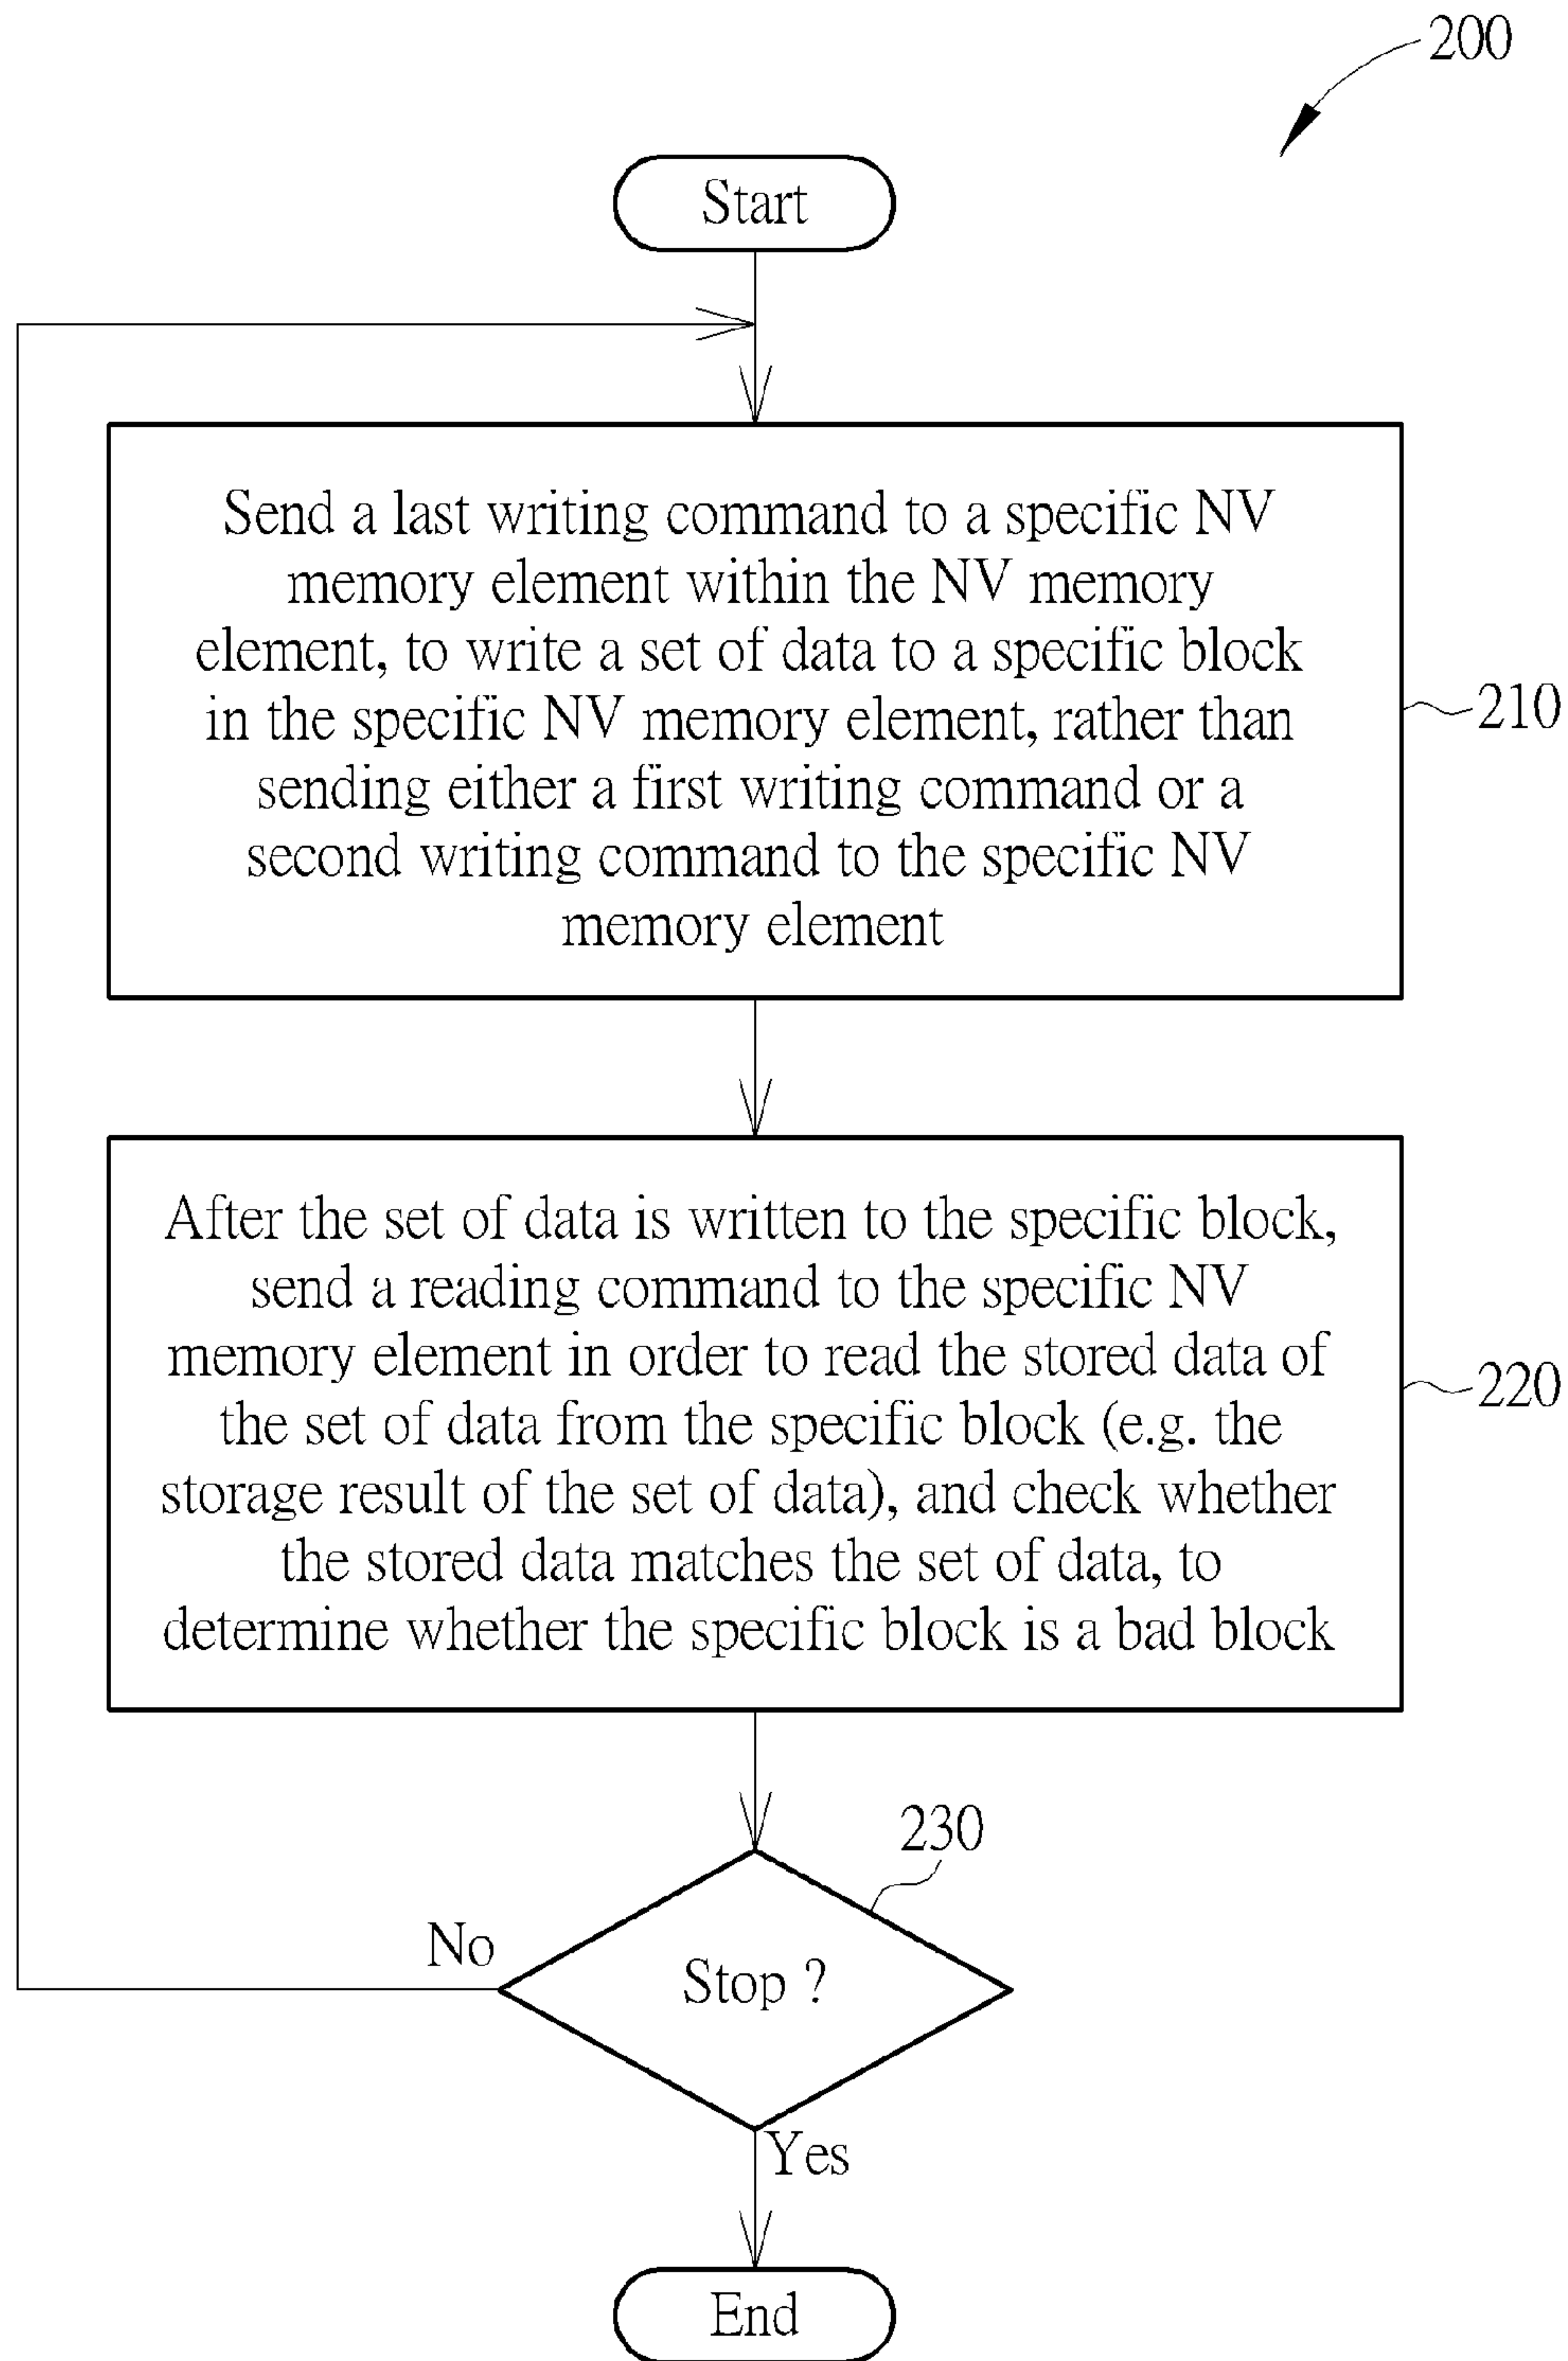 200
Start
Send a last writing command to a specific NV
memory element within the NV memory
element, to write a set of data to a specific block
in the specific NV memory element, rather than
sending either a first writing command or a
second writing command to the specific NV
memory element
210
After the set of data is written to the specific block,
send a reading command to the specific NV
memory element in order to read the stored data of
the set of data from the specific block (e.g. the
storage result of the set of data), and check whether
the stored data matches the set of data, to
determine whether the specific block is a bad block
220
230
No
Stop ?
Yes
End